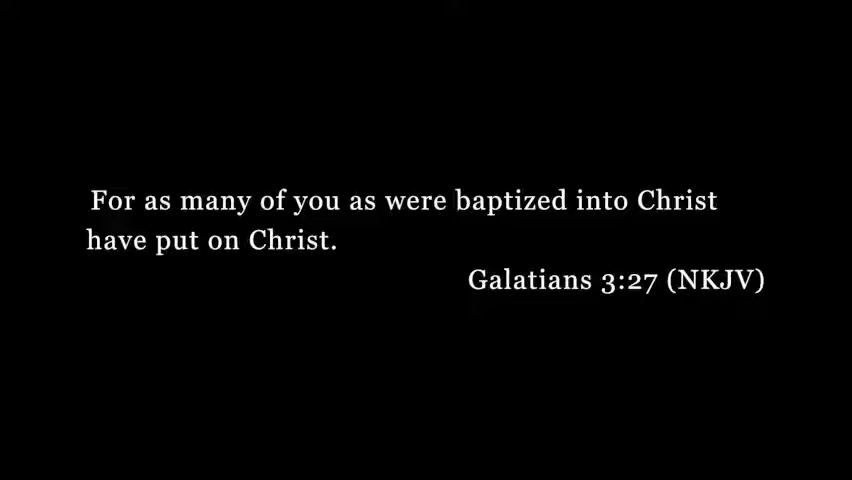 For as many of you as were baptized into Christ
have put on Christ.
Galatians 3:27 (NKJV)